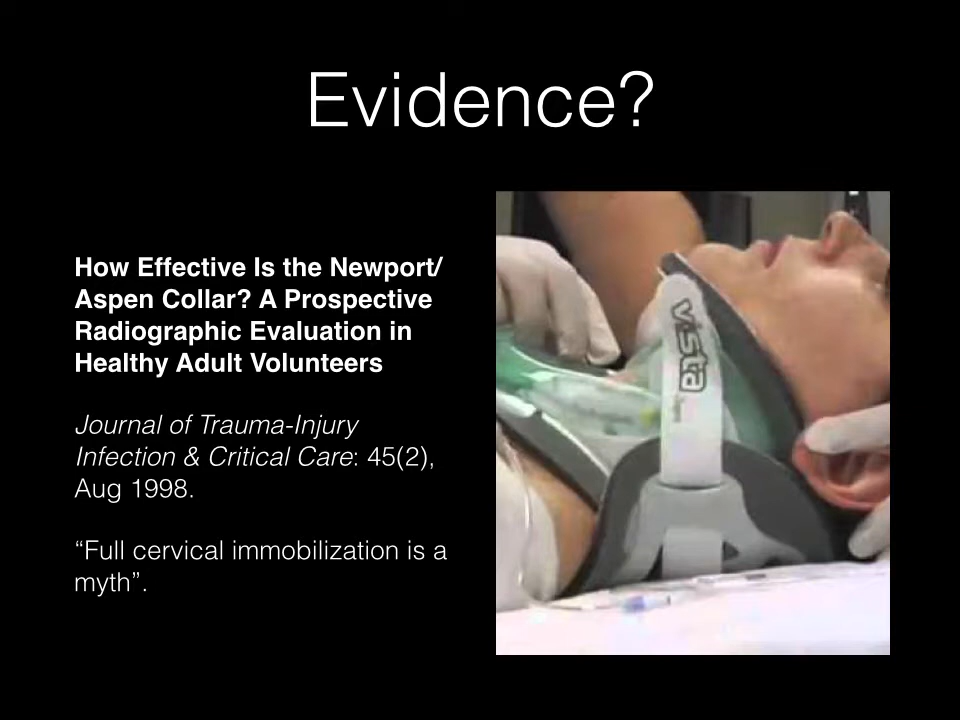 Evidence?
How Effective Is the Newport/
Aspen Collar? A Prospective
Radiographic Evaluation in
Healthy Adult Volunteers
Journal of Trauma-Injury
Infection & Critical Care: 45(2),
Aug 1998.
“Full cervical immobilization is a
myth”.
vista